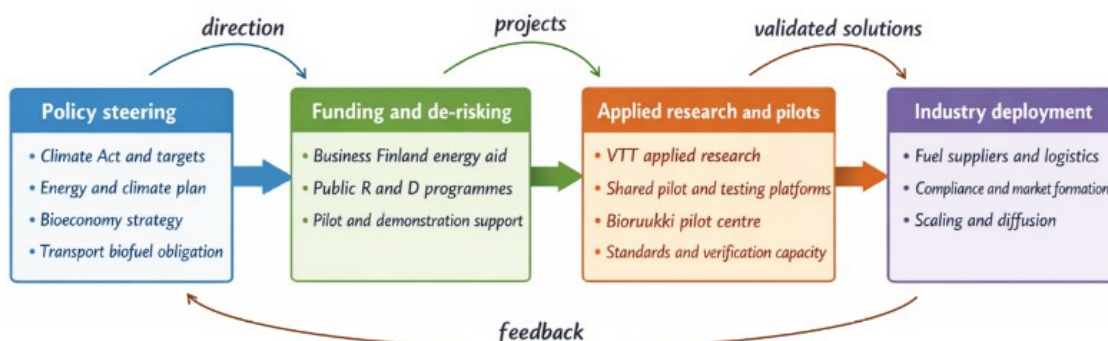 direction
projects
validated solutions
Policy steering
• Climate Act and targets
• Energy and climate plan
• Bioeconomy strategy
• Transport biofuel obligation
Funding and de-risking
• Business Finland energy aid
• Public R and D programmes
• Pilot and demonstration support
Applied research and pilots
• VTT applied research
• Shared pilot and testing platforms
• Bioruukki pilot centre
• Standards and verification capacity
Industry deployment
• Fuel suppliers and logistics
• Compliance and market formation
• Scaling and diffusion
feedback